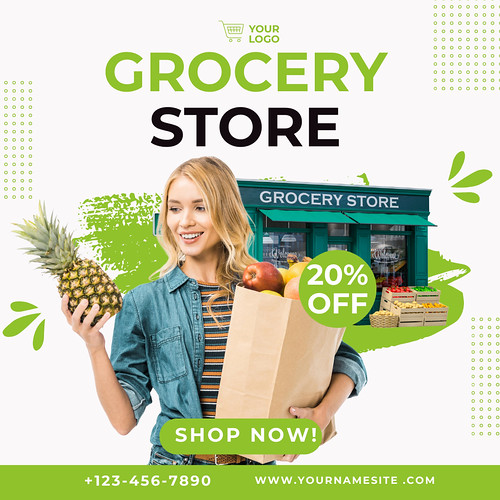 YOUR
LOGO
GROCERY
STORE
GROCERY STORE
20%
OFF
SHOP NOW!
+123-456-7890
WWW.YOURNAMESITE .COM